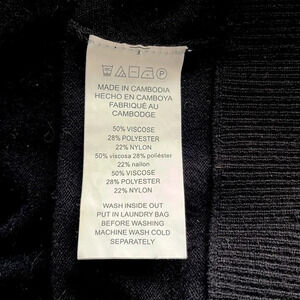 MADE IN CAMBODIA
HECHO EN CAMBOYA
FABRIQUÉ AU
CAMBODGE
50% VISCOSE
28% POLYESTER
22% NYLON
50% viscosa 28% poliéster
22% nailon
50% VISCOSE
28% POLYESTER
22% NYLON
WASH INSIDE OUT
PUT IN LAUNDRY BAG
BEFORE WASHING
MACHINE WASH COLD
SEPARATELY